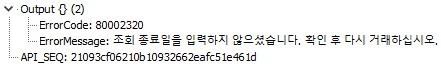 Output {} (2)
ErrorCode: 80002320
ErrorMessage: 조회 종료일을 입력하지 않으셨습니다. 확인 후 다시 거래하십시오.
API_SEQ: 21093cf06210b10932662eafc51e461d